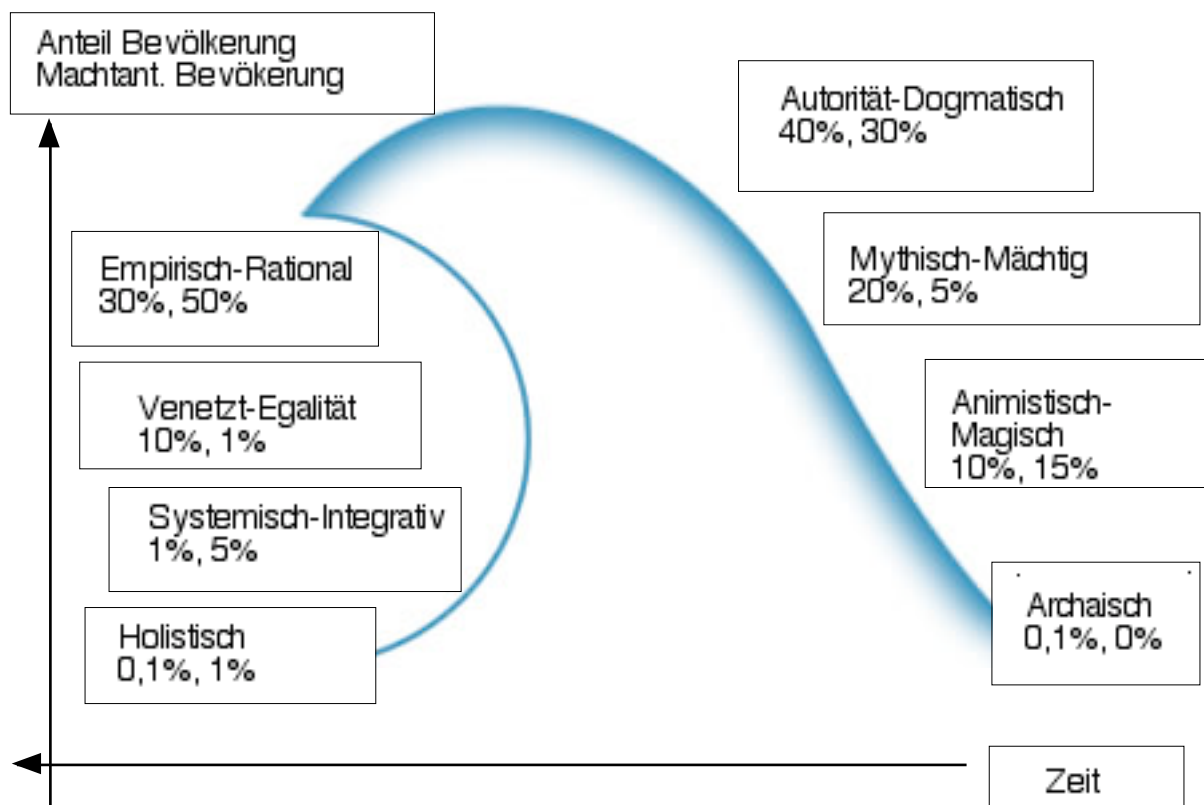 Anteil Bevölkerung
Machtant. Bevökerung
Autorität-Dogmatisch
40%, 30%
Mythisch-Mächtig
20%, 5%
Empirisch-Rational
30%, 50%
Venetzt-Egalität
10%, 1%
Animistisch-
Magisch
10%, 15%
Systemisch-Integrativ
1%, 5%
Holistisch
0,1%, 1%
Archaisch
0,1%, 0%
Zeit